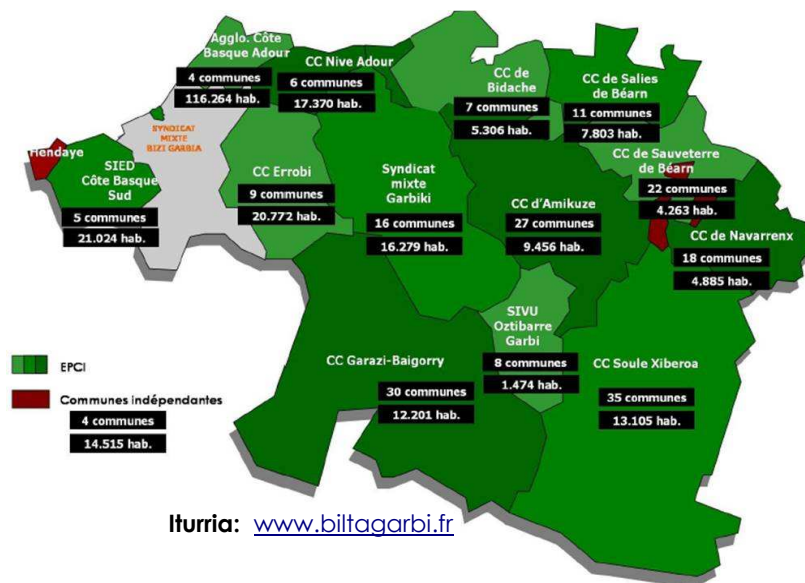 Agglo. Côte
Basque Adour
4 communes
116.264 hab.
CC Nive Adour
6 communes
17.370 hab.
CC de
Bidache
7 communes
5.306 hab.
CC de Salies
de Béarn
11 communes
7.803 hab.
SYNDICAT
MIXTE
BIZI GARBIA
Hendaye
SIED
Côte Basque
Sud
5 communes
21.024 hab.
CC Errobi
9 communes
20.772 hab.
Syndicat
mixte
Garbiki
16 communes
16.279 hab.
CC d'Amikuze
27 communes
9.456 hab.
CC de Sauveterre
de Béarn
22 communes
4.263 hab.
CC de Navarrenx
18 communes
4.885 hab.
SIVU
Oztibarre
Garbi
8 communes
1.474 hab.
CC Garazi-Baigorry
30 communes
12.201 hab.
CC Soule Xiberoa
35 communes
13.105 hab.
EPCI
Communes indépendantes
4 communes
14.515 hab.
Iturria: www.biltagarbi.fr